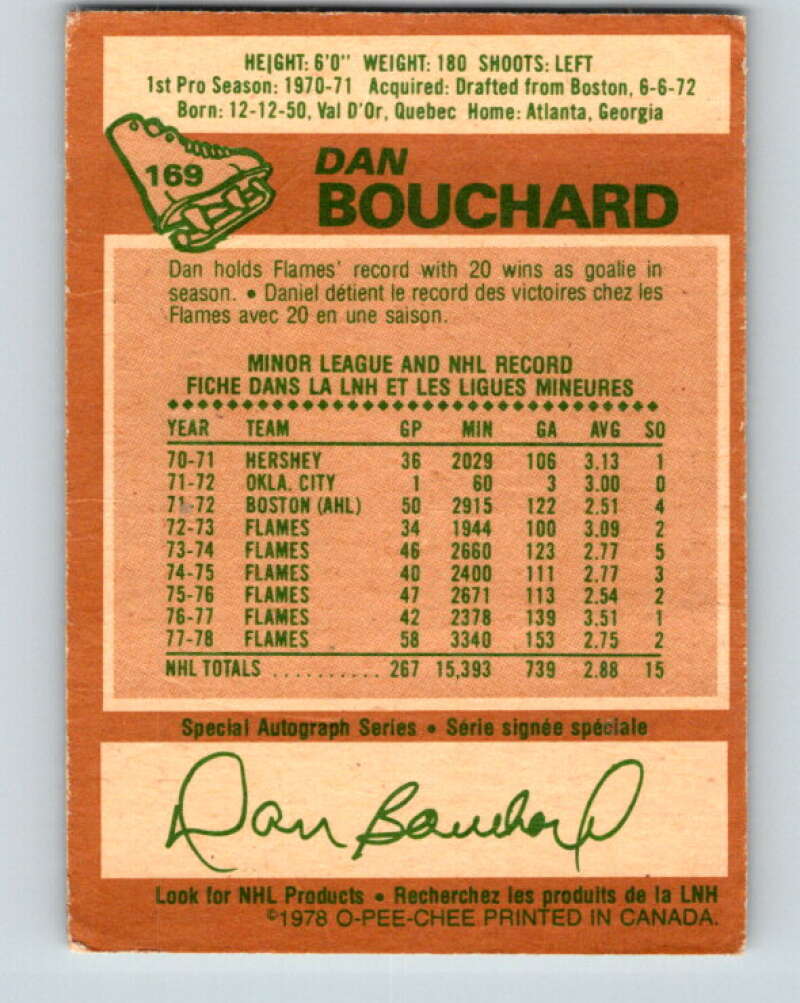 HEIGHT: 6'0" WEIGHT: 180 SHOOTS: LEFT
1st Pro Season: 1970-71 Acquired: Drafted from Boston, 6-6-72
Born: 12-12-50, Val D'Or, Quebec Home: Atlanta, Georgia
169
DAN
BOUCHARD
Dan holds Flames' record with 20 wins as goalie in
season. • Daniel détient le record des victoires chez les
Flames avec 20 en une saison.
MINOR LEAGUE AND NHL RECORD
FICHE DANS LA LNH ET LES LIGUES MINEURES
YEAR TEAM GP MIN GA AVG SO
70-71 HERSHEY 36 2029 106 3.13 1
71-72 OKLA. CITY 1 60 3 3.00 0
71-72 BOSTON (AHL) 50 2915 122 2.51 4
72-73 FLAMES 34 1944 100 3.09 2
73-74 FLAMES 46 2660 123 2.77 5
74-75 FLAMES 40 2400 111 2.77 3
75-76 FLAMES 47 2671 113 2.54 2
76-77 FLAMES 42 2378 139 3.51 1
77-78 FLAMES 58 3340 153 2.75 2
NHL TOTALS .......... 267 15,393 739 2.88 15
Special Autograph Series • Série signée spéciale
Dan Bouchard
Look for NHL Products • Recherchez les produits de la LNH
©1978 O-PEE-CHEE PRINTED IN CANADA.